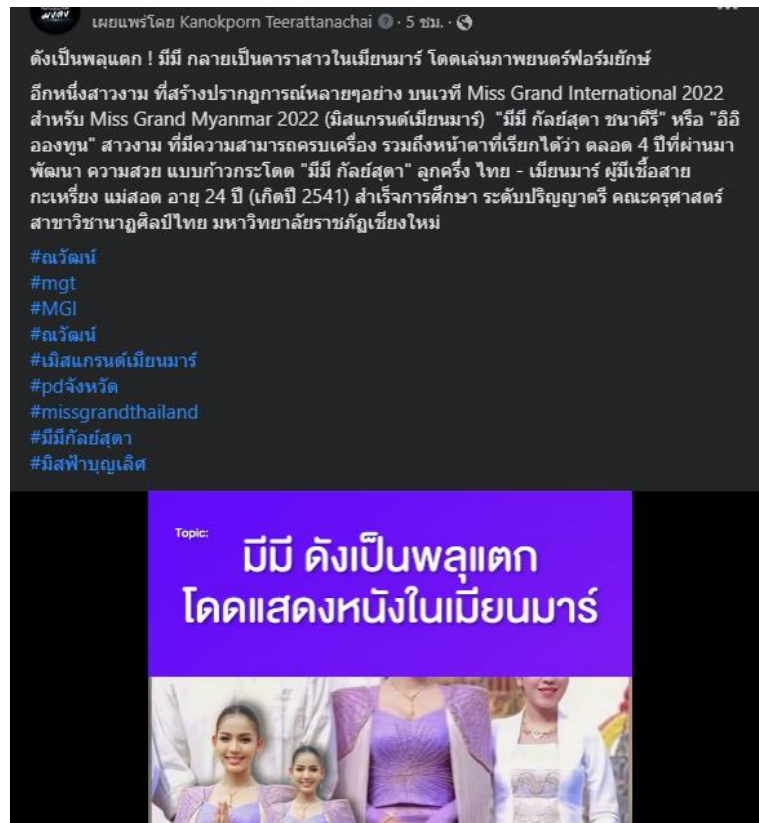 เผยแพร่โดย Kanokporn Teerattanachai · 5 ชม. ·
ดังเป็นพลุแตก ! มีมี กลายเป็นดาราสาวในเมียนมาร์ โดดเล่นภาพยนตร์ฟอร์มยักษ์
อีกหนึ่งสาวงาม ที่สร้างปรากฎการณ์หลายๆอย่าง บนเวที Miss Grand International 2022
สำหรับ Miss Grand Myanmar 2022 (มิสแกรนด์เมียนมาร์) "มีมี กัลย์สุดา ชนาคีรี" หรือ "อิอิ
อองทูน" สาวงาม ที่มีความสามารถครบเครื่อง รวมถึงหน้าตาที่เรียกได้ว่า ตลอด 4 ปีที่ผ่านมา
พัฒนา ความสวย แบบก้าวกระโดด "มีมี กัลย์สุดา" ลูกครึ่ง ไทย - เมียนมาร์ ผู้มีเชื้อสาย
กะเหรี่ยง แม่สอด อายุ 24 ปี (เกิดปี 2541) สำเร็จการศึกษา ระดับปริญญาตรี คณะครุศาสตร์
สาขาวิชานาฏศิลป์ไทย มหาวิทยาลัยราชภัฏเชียงใหม่
#ณวัฒน์
#mgt
#MGI
#ณวัฒน์
#เมิสแกรนด์เมียนมาร์
#pdจังหวัด
#missgrandthailand
#มีมีกัลย์สุดา
#มิสฟ้าบุญเลิศ
Topic:
มีมี ดังเป็นพลุแตก
โดดแสดงหนังในเมียนมาร์